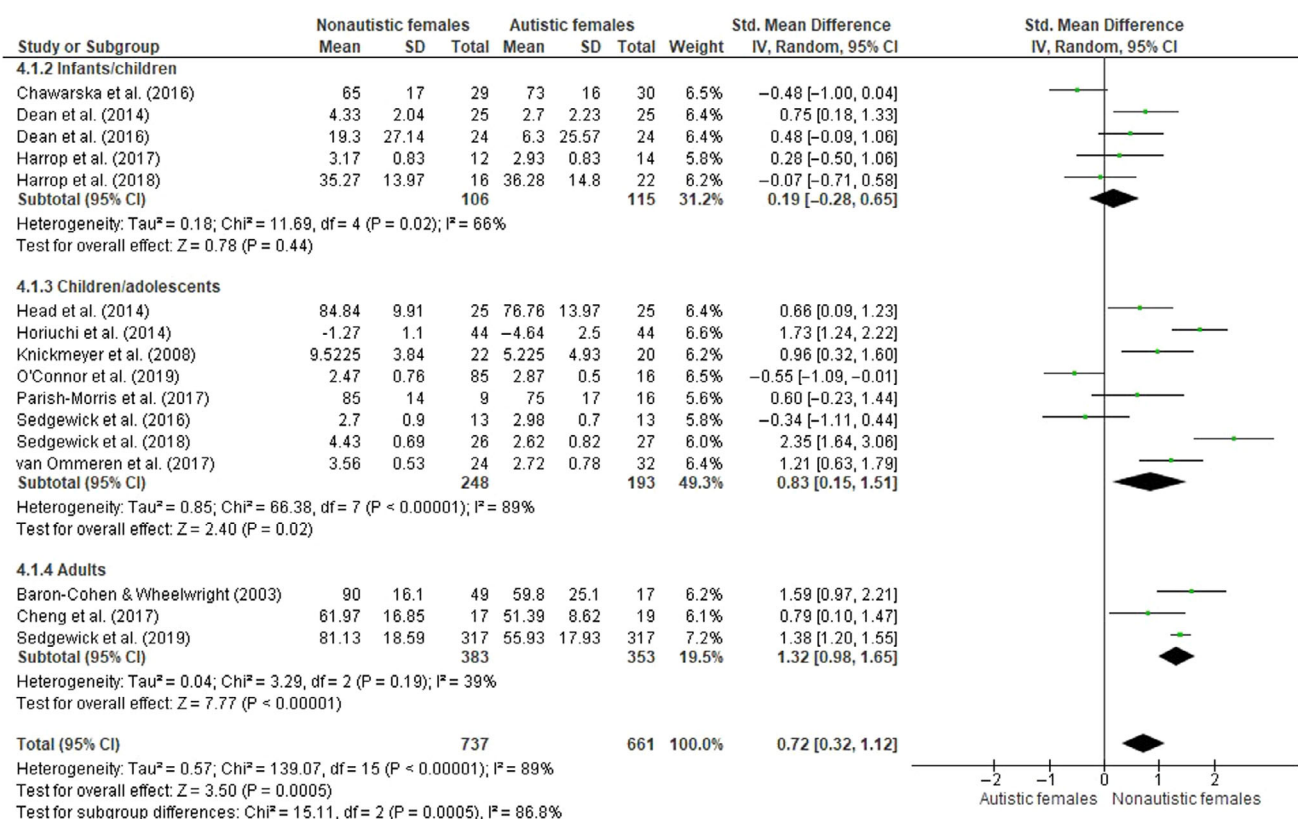 Nonautistic females Autistic females Std. Mean Difference Std. Mean Difference
Study or Subgroup Mean SD Total Mean SD Total Weight IV, Random, 95% CI IV, Random, 95% CI
4.1.2 Infants/children
Chawarska et al. (2016) 65 17 29 73 16 30 6.5% −0.48 [−1.00, 0.04]
Dean et al. (2014) 4.33 2.04 25 2.7 2.23 25 6.4% 0.75 [0.18, 1.33]
Dean et al. (2016) 19.3 27.14 24 6.3 25.57 24 6.4% 0.48 [−0.09, 1.06]
Harrop et al. (2017) 3.17 0.83 12 2.93 0.83 14 5.8% 0.28 [−0.50, 1.06]
Harrop et al. (2018) 35.27 13.97 16 36.28 14.8 22 6.2% −0.07 [−0.71, 0.58]
Subtotal (95% CI) 106 115 31.2% 0.19 [−0.28, 0.65]
Heterogeneity: Tau² = 0.18; Chi² = 11.69, df = 4 (P = 0.02); I² = 66%
Test for overall effect: Z = 0.78 (P = 0.44)
4.1.3 Children/adolescents
Head et al. (2014) 84.84 9.91 25 76.76 13.97 25 6.4% 0.66 [0.09, 1.23]
Horiuchi et al. (2014) -1.27 1.1 44 −4.64 2.5 44 6.6% 1.73 [1.24, 2.22]
Knickmeyer et al. (2008) 9.5225 3.84 22 5.225 4.93 20 6.2% 0.96 [0.32, 1.60]
O'Connor et al. (2019) 2.47 0.76 85 2.87 0.5 16 6.5% −0.55 [−1.09, −0.01]
Parish-Morris et al. (2017) 85 14 9 75 17 16 5.6% 0.60 [−0.23, 1.44]
Sedgewick et al. (2016) 2.7 0.9 13 2.98 0.7 13 5.8% −0.34 [−1.11, 0.44]
Sedgewick et al. (2018) 4.43 0.69 26 2.62 0.82 27 6.0% 2.35 [1.64, 3.06]
van Ommeren et al. (2017) 3.56 0.53 24 2.72 0.78 32 6.4% 1.21 [0.63, 1.79]
Subtotal (95% CI) 248 193 49.3% 0.83 [0.15, 1.51]
Heterogeneity: Tau² = 0.85; Chi² = 66.38, df = 7 (P < 0.00001); I² = 89%
Test for overall effect: Z = 2.40 (P = 0.02)
4.1.4 Adults
Baron-Cohen & Wheelwright (2003) 90 16.1 49 59.8 25.1 17 6.2% 1.59 [0.97, 2.21]
Cheng et al. (2017) 61.97 16.85 17 51.39 8.62 19 6.1% 0.79 [0.10, 1.47]
Sedgewick et al. (2019) 81.13 18.59 317 55.93 17.93 317 7.2% 1.38 [1.20, 1.55]
Subtotal (95% CI) 383 353 19.5% 1.32 [0.98, 1.65]
Heterogeneity: Tau² = 0.04; Chi² = 3.29, df = 2 (P = 0.19); I² = 39%
Test for overall effect: Z = 7.77 (P < 0.00001)
Total (95% CI) 737 661 100.0% 0.72 [0.32, 1.12]
Heterogeneity: Tau² = 0.57; Chi² = 139.07, df = 15 (P < 0.00001); I² = 89%
Test for overall effect: Z = 3.50 (P = 0.0005)
Test for subgroup differences: Chi² = 15.11, df = 2 (P = 0.0005), I² = 86.8%
−2 −1 0 1 2
Autistic females Nonautistic females